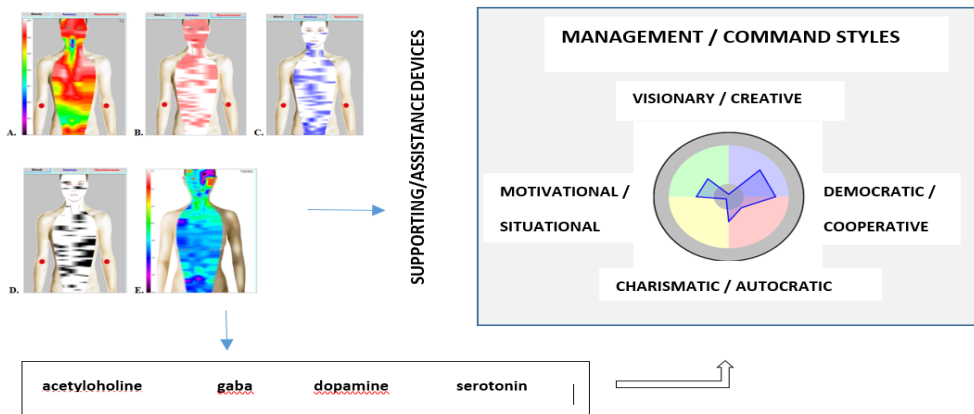 A.
B.
C.
D.
E.
SUPPORTING/ASSISTANCE DEVICES
MANAGEMENT / COMMAND STYLES
VISIONARY / CREATIVE
MOTIVATIONAL /
SITUATIONAL
DEMOCRATIC /
COOPERATIVE
CHARISMATIC / AUTOCRATIC
acetyloholine gaba dopamine serotonin